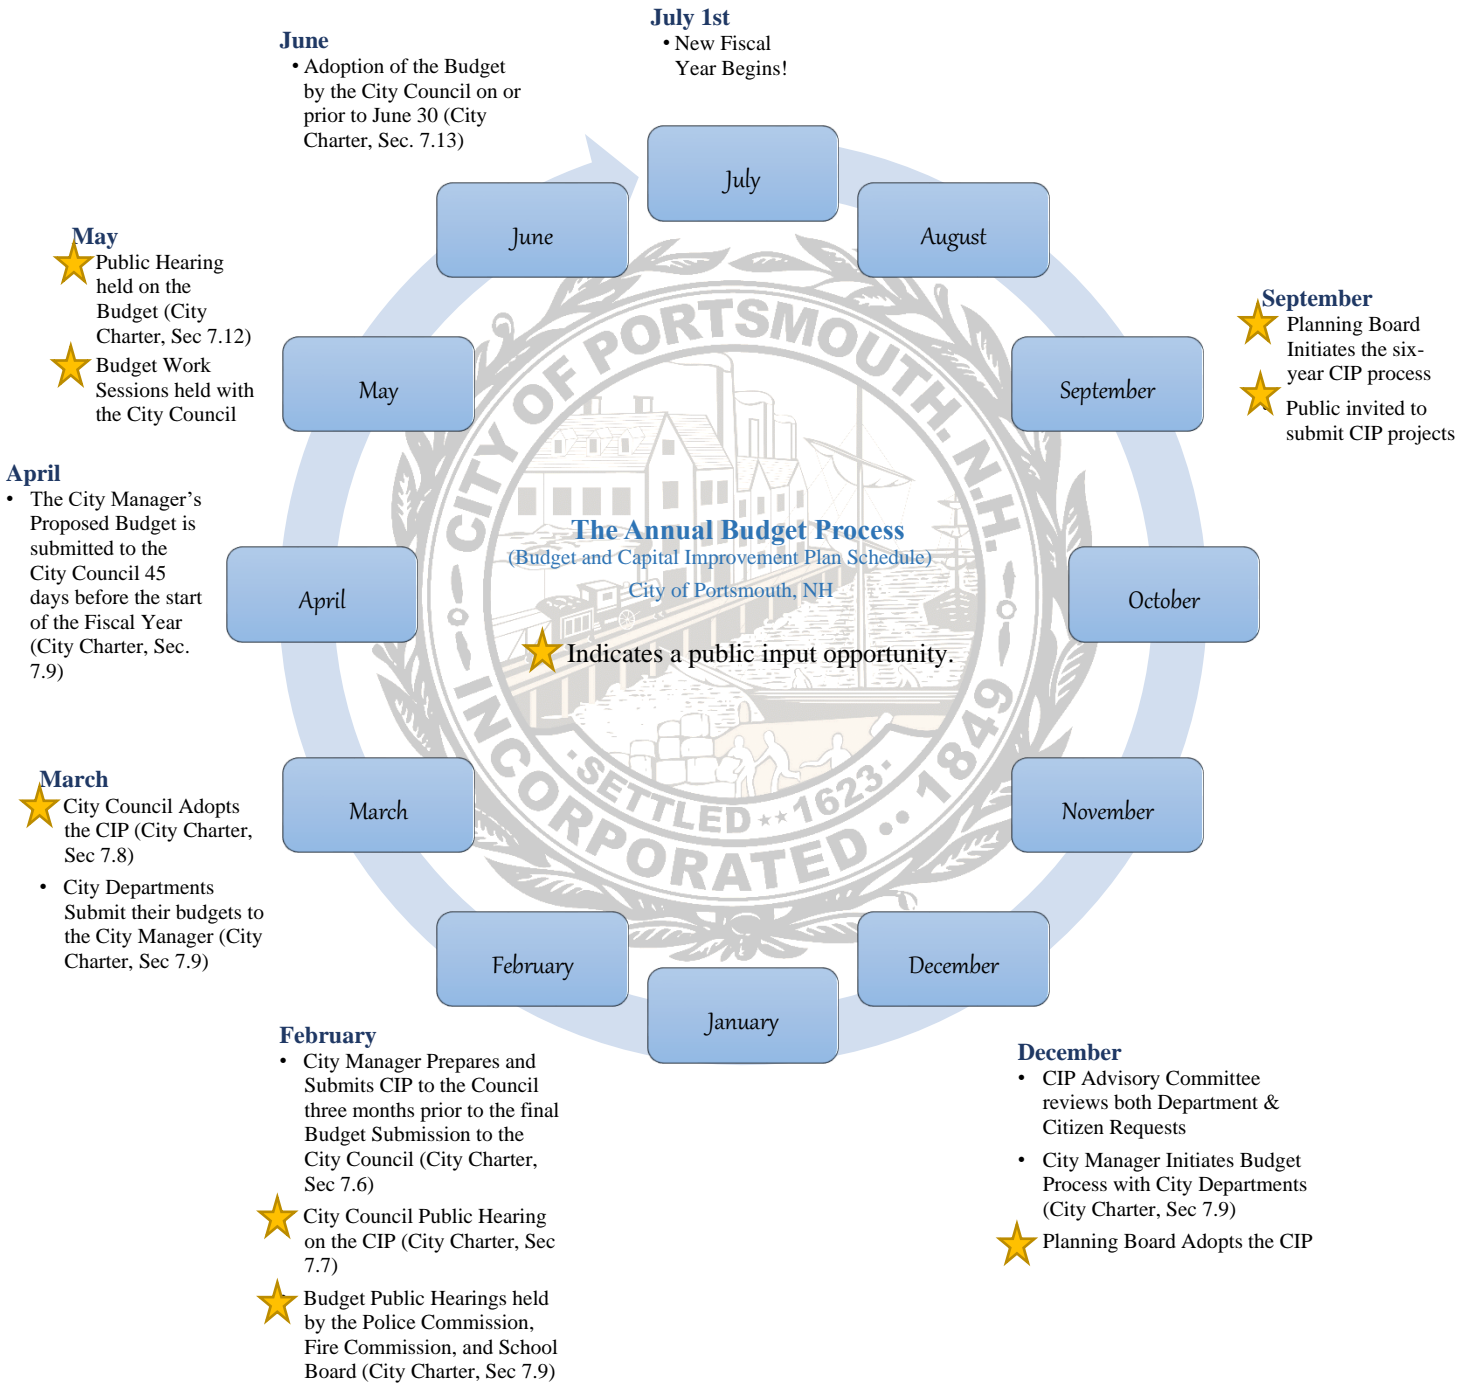 July 1st
• New Fiscal
Year Begins!
June
• Adoption of the Budget
by the City Council on or
prior to June 30 (City
Charter, Sec. 7.13)
July
June
August
May
Public Hearing
held on the
Budget (City
Charter, Sec 7.12)
Budget Work
Sessions held with
the City Council
September
Planning Board
Initiates the six-
year CIP process
• Public invited to
submit CIP projects
May
September
CITY OF PORTSMOUTH, N.H.
April
• The City Manager's
Proposed Budget is
submitted to the
City Council 45
days before the start
of the Fiscal Year
(City Charter, Sec.
7.9)
The Annual Budget Process
(Budget and Capital Improvement Plan Schedule)
City of Portsmouth, NH
April
October
Indicates a public input opportunity.
March
City Council Adopts
the CIP (City Charter,
Sec 7.8)
• City Departments
Submit their budgets to
the City Manager (City
Charter, Sec 7.9)
March
November
·SETTLED ** 1623·
INCORPORATED •• 1849
February
December
January
February
• City Manager Prepares and
Submits CIP to the Council
three months prior to the final
Budget Submission to the
City Council (City Charter,
Sec 7.6)
City Council Public Hearing
on the CIP (City Charter, Sec
7.7)
Budget Public Hearings held
by the Police Commission,
Fire Commission, and School
Board (City Charter, Sec 7.9)
December
• CIP Advisory Committee
reviews both Department &
Citizen Requests
• City Manager Initiates Budget
Process with City Departments
(City Charter, Sec 7.9)
Planning Board Adopts the CIP